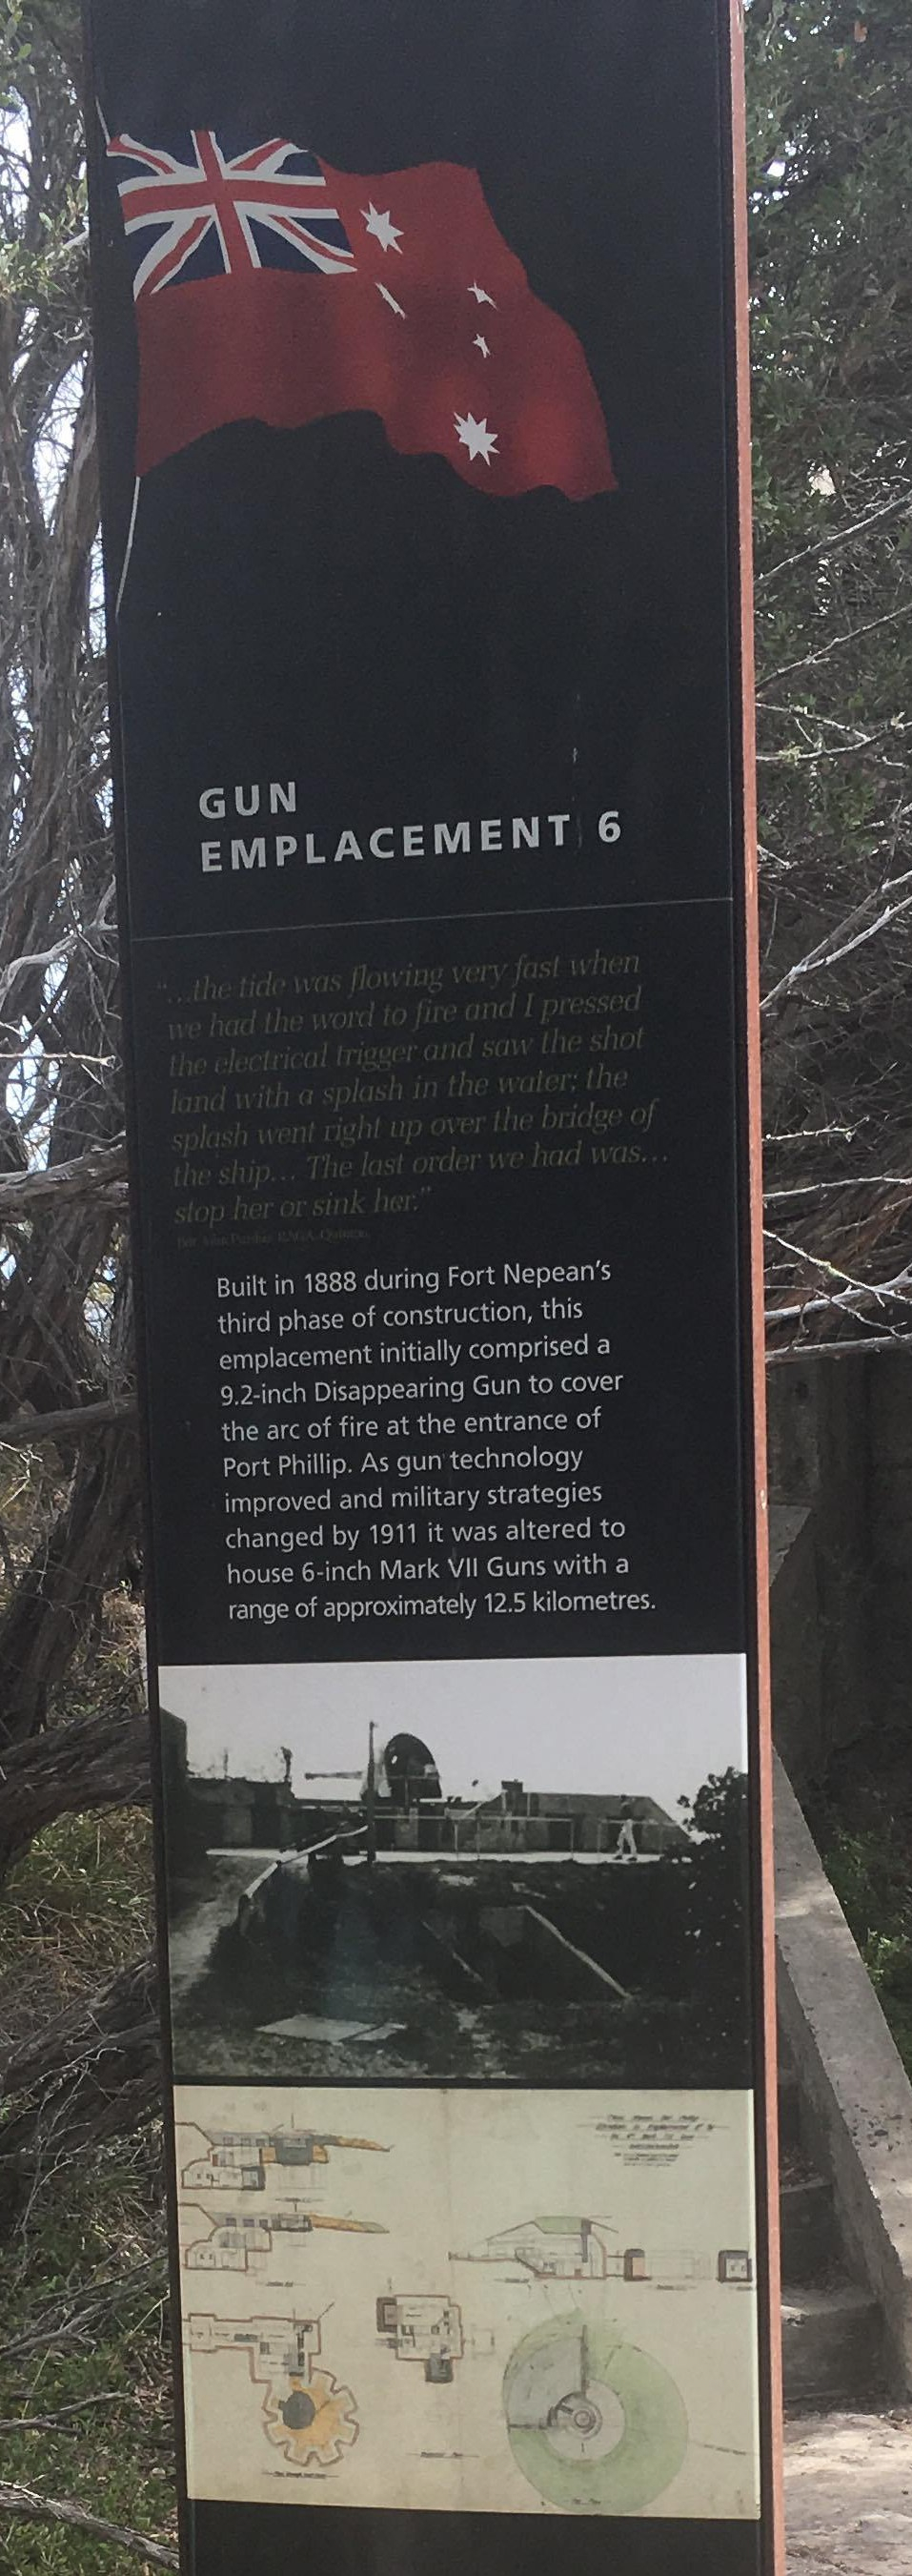 GUN
EMPLACEMENT 6
“...the tide was flowing very fast when
we had the word to fire and I pressed
the electrical trigger and saw the shot
land with a splash in the water; the
splash went right up over the bridge of
the ship... The last order we had was...
stop her or sink her.”
Built in 1888 during Fort Nepean's
third phase of construction, this
emplacement initially comprised a
9.2-inch Disappearing Gun to cover
the arc of fire at the entrance of
Port Phillip. As gun technology
improved and military strategies
changed by 1911 it was altered to
house 6-inch Mark VII Guns with a
range of approximately 12.5 kilometres.